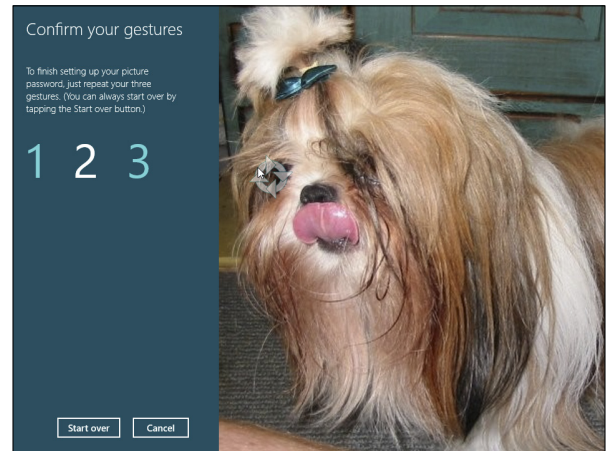 Confirm your gestures
To finish setting up your picture
password, just repeat your three
gestures. (You can always start over by
tapping the Start over button.)
1 2 3
Start over Cancel